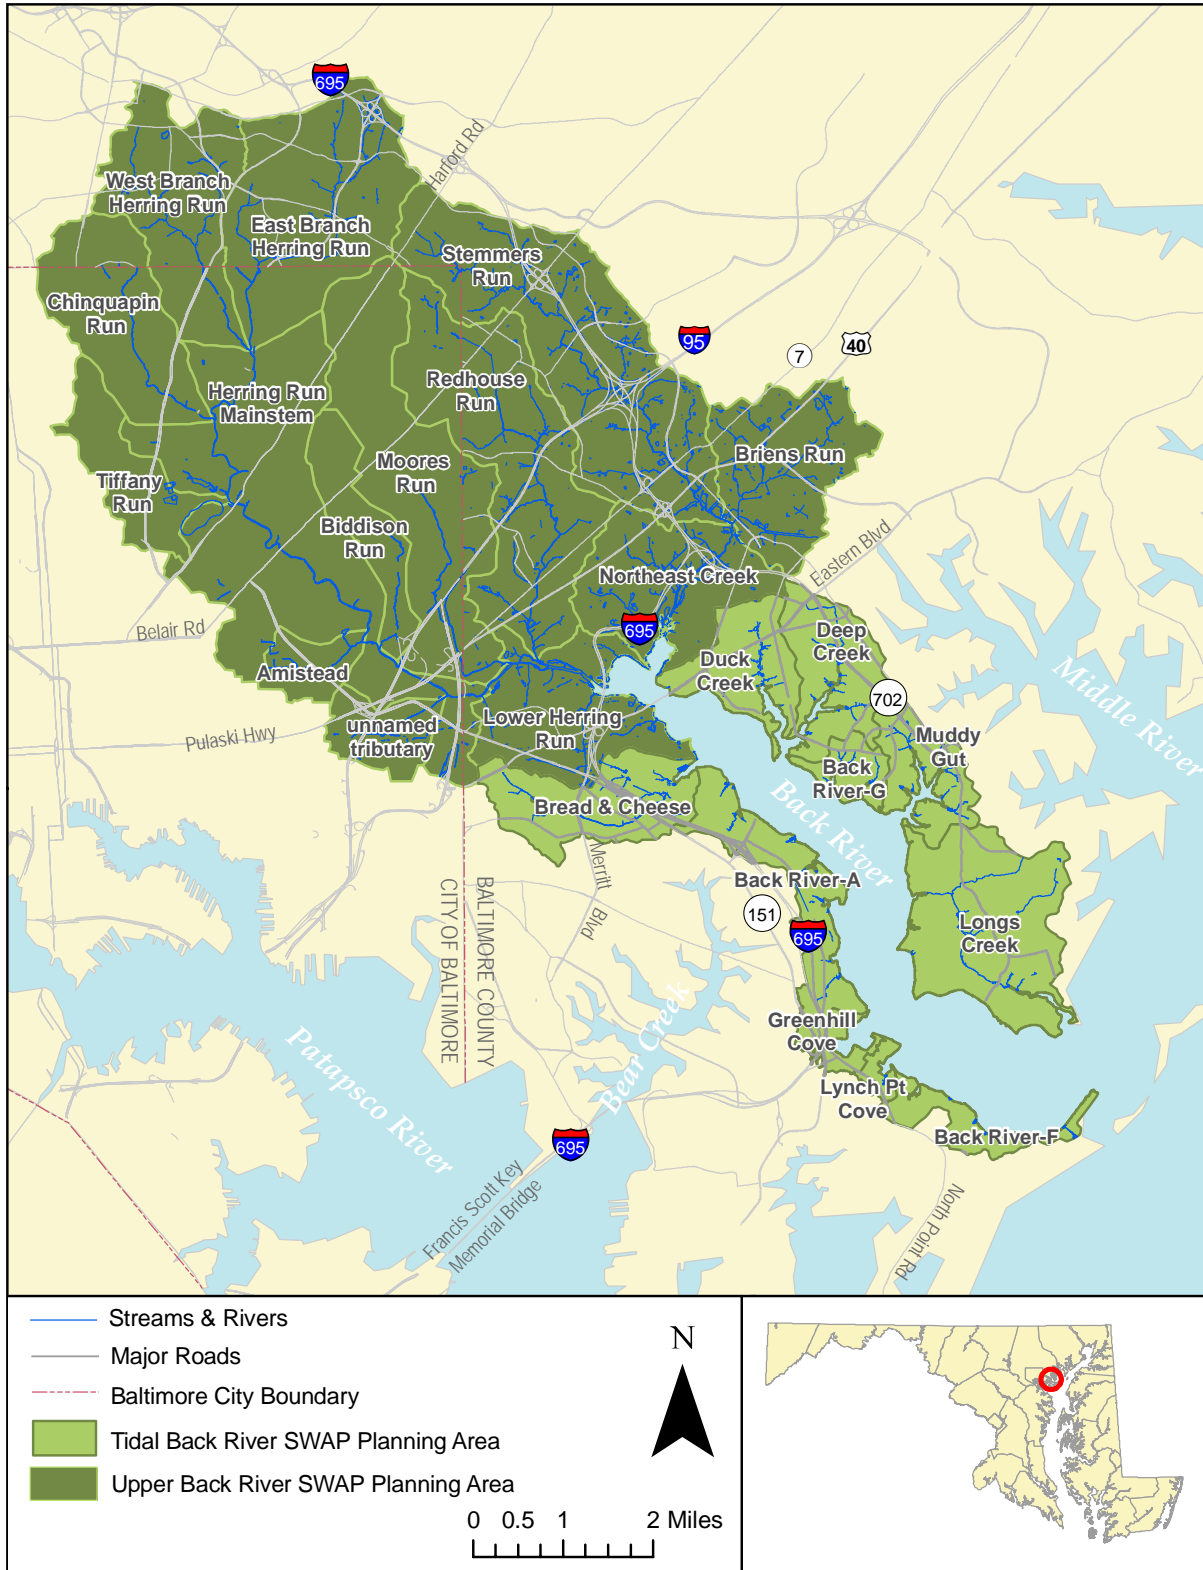 695
Harford Rd
West Branch
Herring Run
East Branch
Herring Run
Stemmers
Run
Chinquapin
Run
95
7
40
Herring Run
Mainstem
Redhouse
Run
Moores
Run
Briens Run
Tiffany
Run
Biddison
Run
Eastern Blvd
Northeast Creek
695
Belair Rd
Deep
Creek
Duck
Creek
Amistead
702
Middle River
Pulaski Hwy
unnamed
tributary
Lower Herring
Run
Muddy
Gut
Back
River-G
Back River
Bread & Cheese
Merritt
Blvd
Back River-A
151
695
BALTIMORE COUNTY
CITY OF BALTIMORE
Longs
Creek
Greenhill
Cove
Bear Creek
Patapsco River
Lynch Pt
Cove
Back River-F
695
Francis Scott Key
Memorial Bridge
North Point Rd
Streams & Rivers
Major Roads
Baltimore City Boundary
Tidal Back River SWAP Planning Area
Upper Back River SWAP Planning Area
N
0 0.5 1 2 Miles